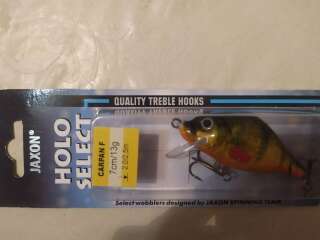 QUALITY TREBLE HOOKS
JAXON®
HOLO
SELECT
CARPAN F
7cm/13g
Select wobblers designed by JAXON SPINNING TEAM